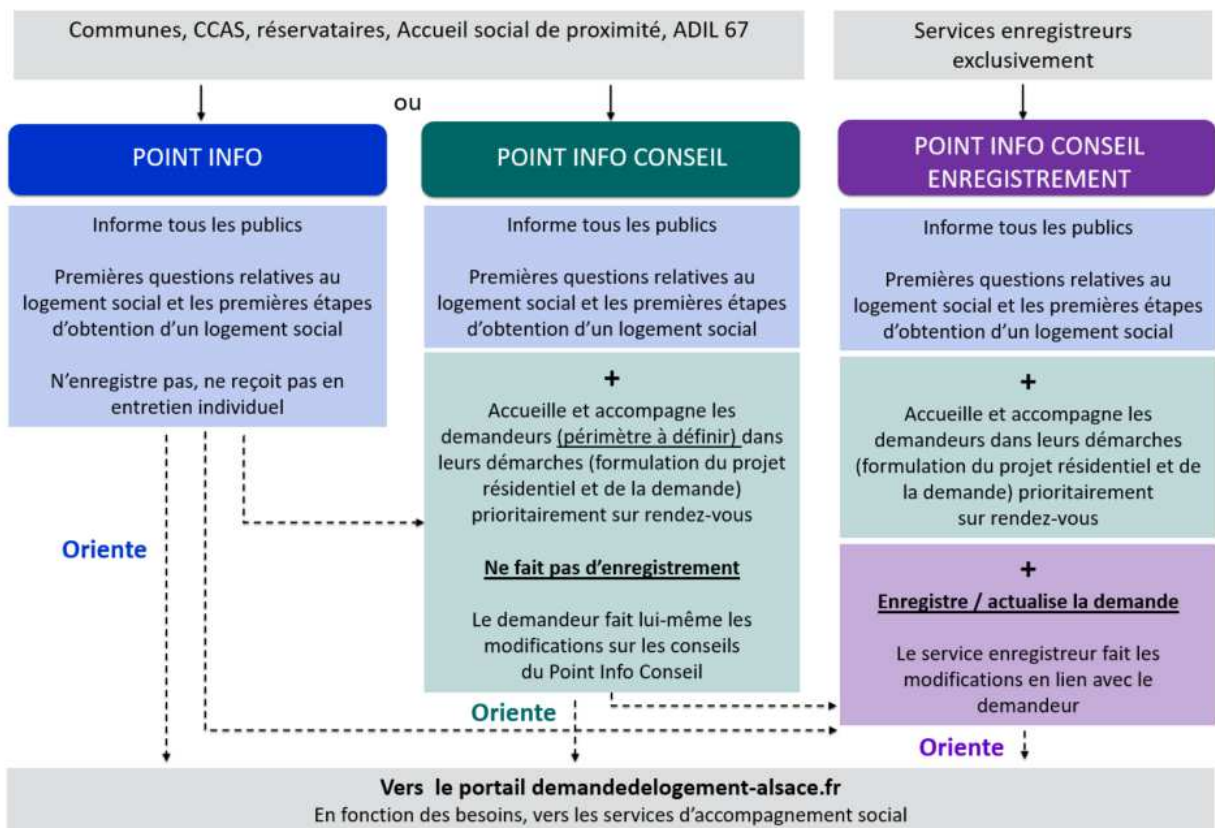 Communes, CCAS, réservataires, Accueil social de proximité, ADIL 67
Services enregistreurs
exclusivement
ou
POINT INFO
Informe tous les publics
Premières questions relatives au
logement social et les premières étapes
d'obtention d'un logement social
N'enregistre pas, ne reçoit pas en
entretien individuel
Oriente
POINT INFO CONSEIL
Informe tous les publics
Premières questions relatives au
logement social et les premières étapes
d'obtention d'un logement social
+
Accueille et accompagne les
demandeurs (périmètre à définir) dans
leurs démarches (formulation du projet
résidentiel et de la demande)
prioritairement sur rendez-vous
Ne fait pas d'enregistrement
Le demandeur fait lui-même les
modifications sur les conseils
du Point Info Conseil
Oriente
POINT INFO CONSEIL
ENREGISTREMENT
Informe tous les publics
Premières questions relatives au
logement social et les premières étapes
d'obtention d'un logement social
+
Accueille et accompagne les
demandeurs dans leurs démarches
(formulation du projet résidentiel et de
la demande) prioritairement
sur rendez-vous
+
Enregistre / actualise la demande
Le service enregistreur fait les
modifications en lien avec le
demandeur
Oriente
Vers le portail demandedelogement-alsace.fr
En fonction des besoins, vers les services d'accompagnement social